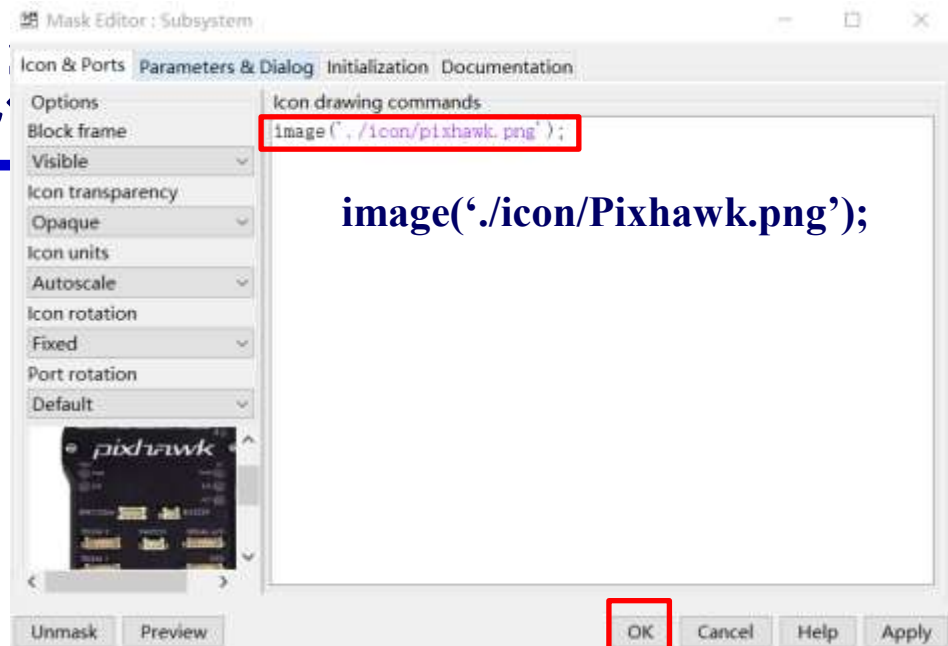 Mask Editor : Subsystem
Icon & Ports Parameters & Dialog Initialization Documentation
Options
Icon drawing commands
Block frame
image('./icon/pixhawk.png');
Visible
Icon transparency
image(‘./icon/Pixhawk.png’);
Opaque
Icon units
Autoscale
Icon rotation
Fixed
Port rotation
Default
pixhawk
Unmask Preview OK Cancel Help Apply